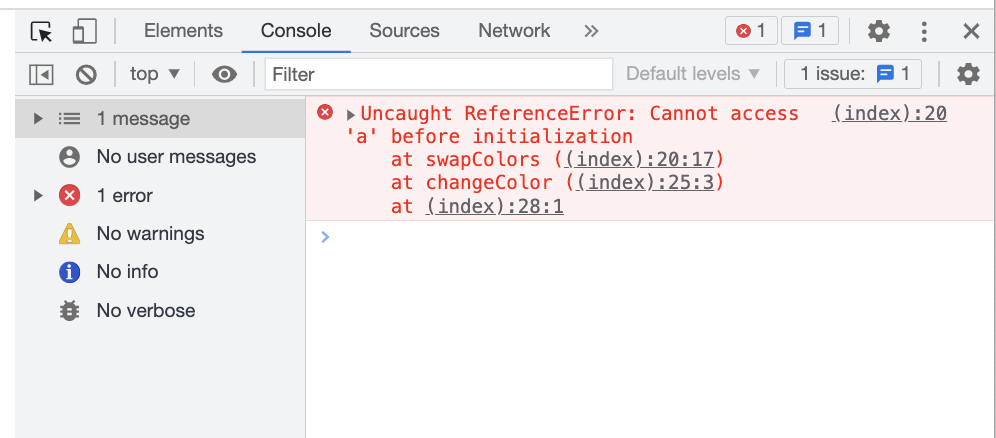 Elements Console Sources Network » 1 1
top ▼ Filter Default levels ▼ 1 issue: 1
1 message
No user messages
1 error
No warnings
No info
No verbose
Uncaught ReferenceError: Cannot access (index):20
'a' before initialization
at swapColors ((index):20:17)
at changeColor ((index):25:3)
at (index):28:1